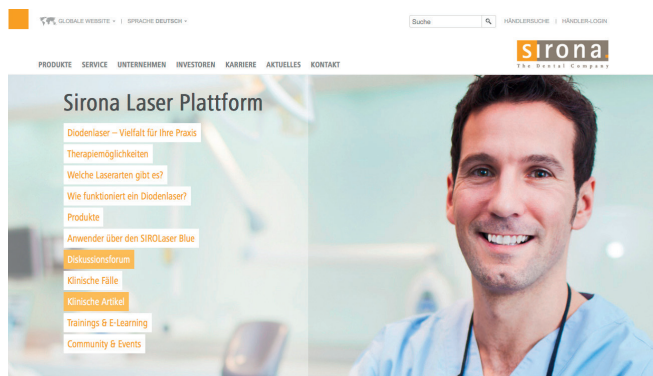 GLOBALE WEBSITE | SPRACHE DEUTSCH
Suche
HÄNDLERSUCHE | HÄNDLER-LOGIN
sirona.
The Dental Company
PRODUKTE SERVICE UNTERNEHMEN INVESTOREN KARRIERE AKTUELLES KONTAKT
Sirona Laser Plattform
Diodenlaser – Vielfalt für Ihre Praxis
Therapiemöglichkeiten
Welche Laserarten gibt es?
Wie funktioniert ein Diodenlaser?
Produkte
Anwender über den SIROLaser Blue
Diskussionsforum
Klinische Fälle
Klinische Artikel
Trainings & E-Learning
Community & Events